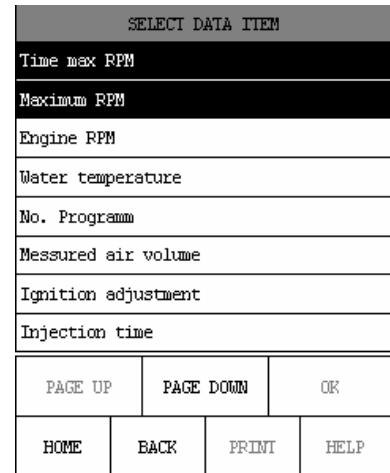 SELECT DATA ITEM
Time max RPM
Maximum RPM
Engine RPM
Water temperature
No. Programm
Messured air volume
Ignition adjustment
Injection time
PAGE UP PAGE DOWN OK
HOME BACK PRINT HELP